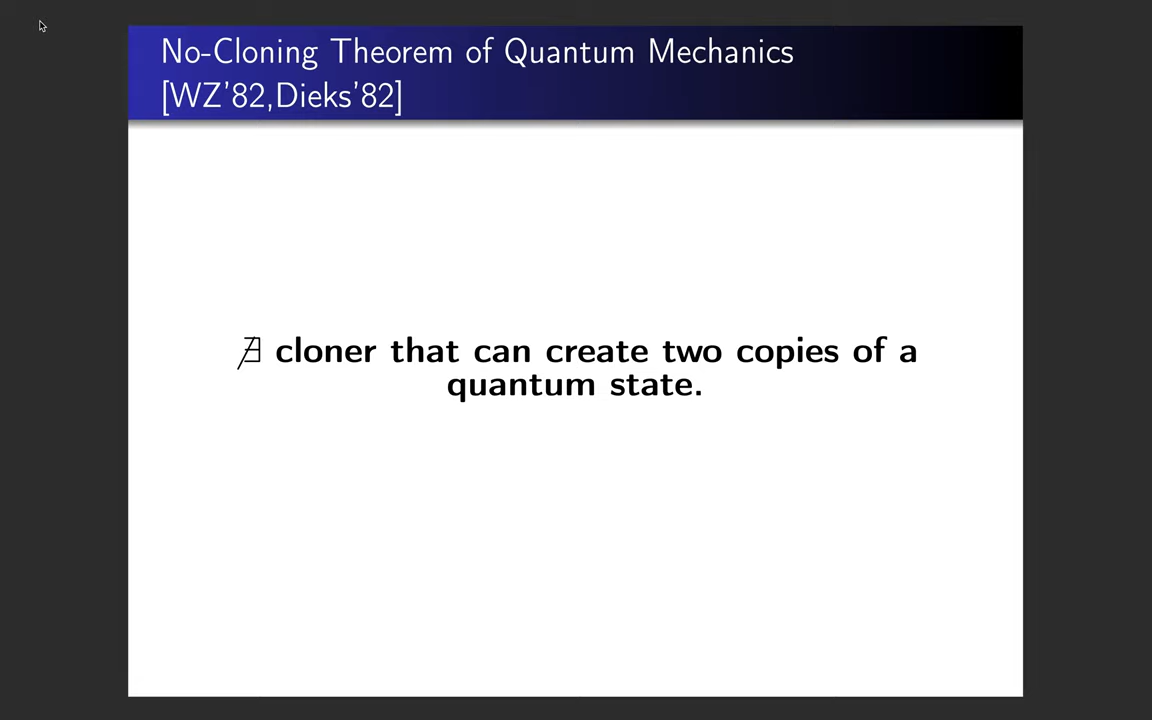 No-Cloning Theorem of Quantum Mechanics
[WZ'82,Dieks'82]
∄ cloner that can create two copies of a
quantum state.